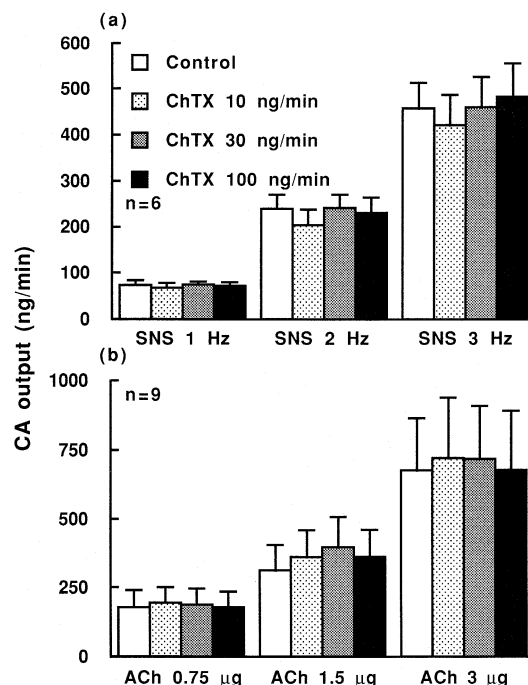 (a)
600
500
400
300
200
100
0
Control
ChTX 10 ng/min
ChTX 30 ng/min
ChTX 100 ng/min
n=6
SNS 1 Hz SNS 2 Hz SNS 3 Hz
CA output (ng/min)
(b)
1000
750
500
250
0
n=9
ACh 0.75 μg ACh 1.5 μg ACh 3 μg